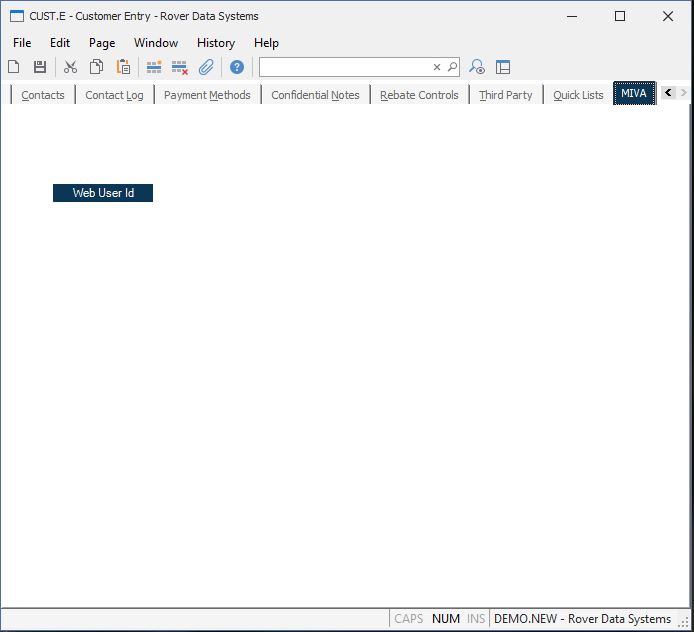 CUST.E - Customer Entry - Rover Data Systems
File Edit Page Window History Help
Contacts Contact Log Payment Methods Confidential Notes Rebate Controls Third Party Quick Lists MIVA
Web User Id
CAPS NUM INS DEMO.NEW - Rover Data Systems